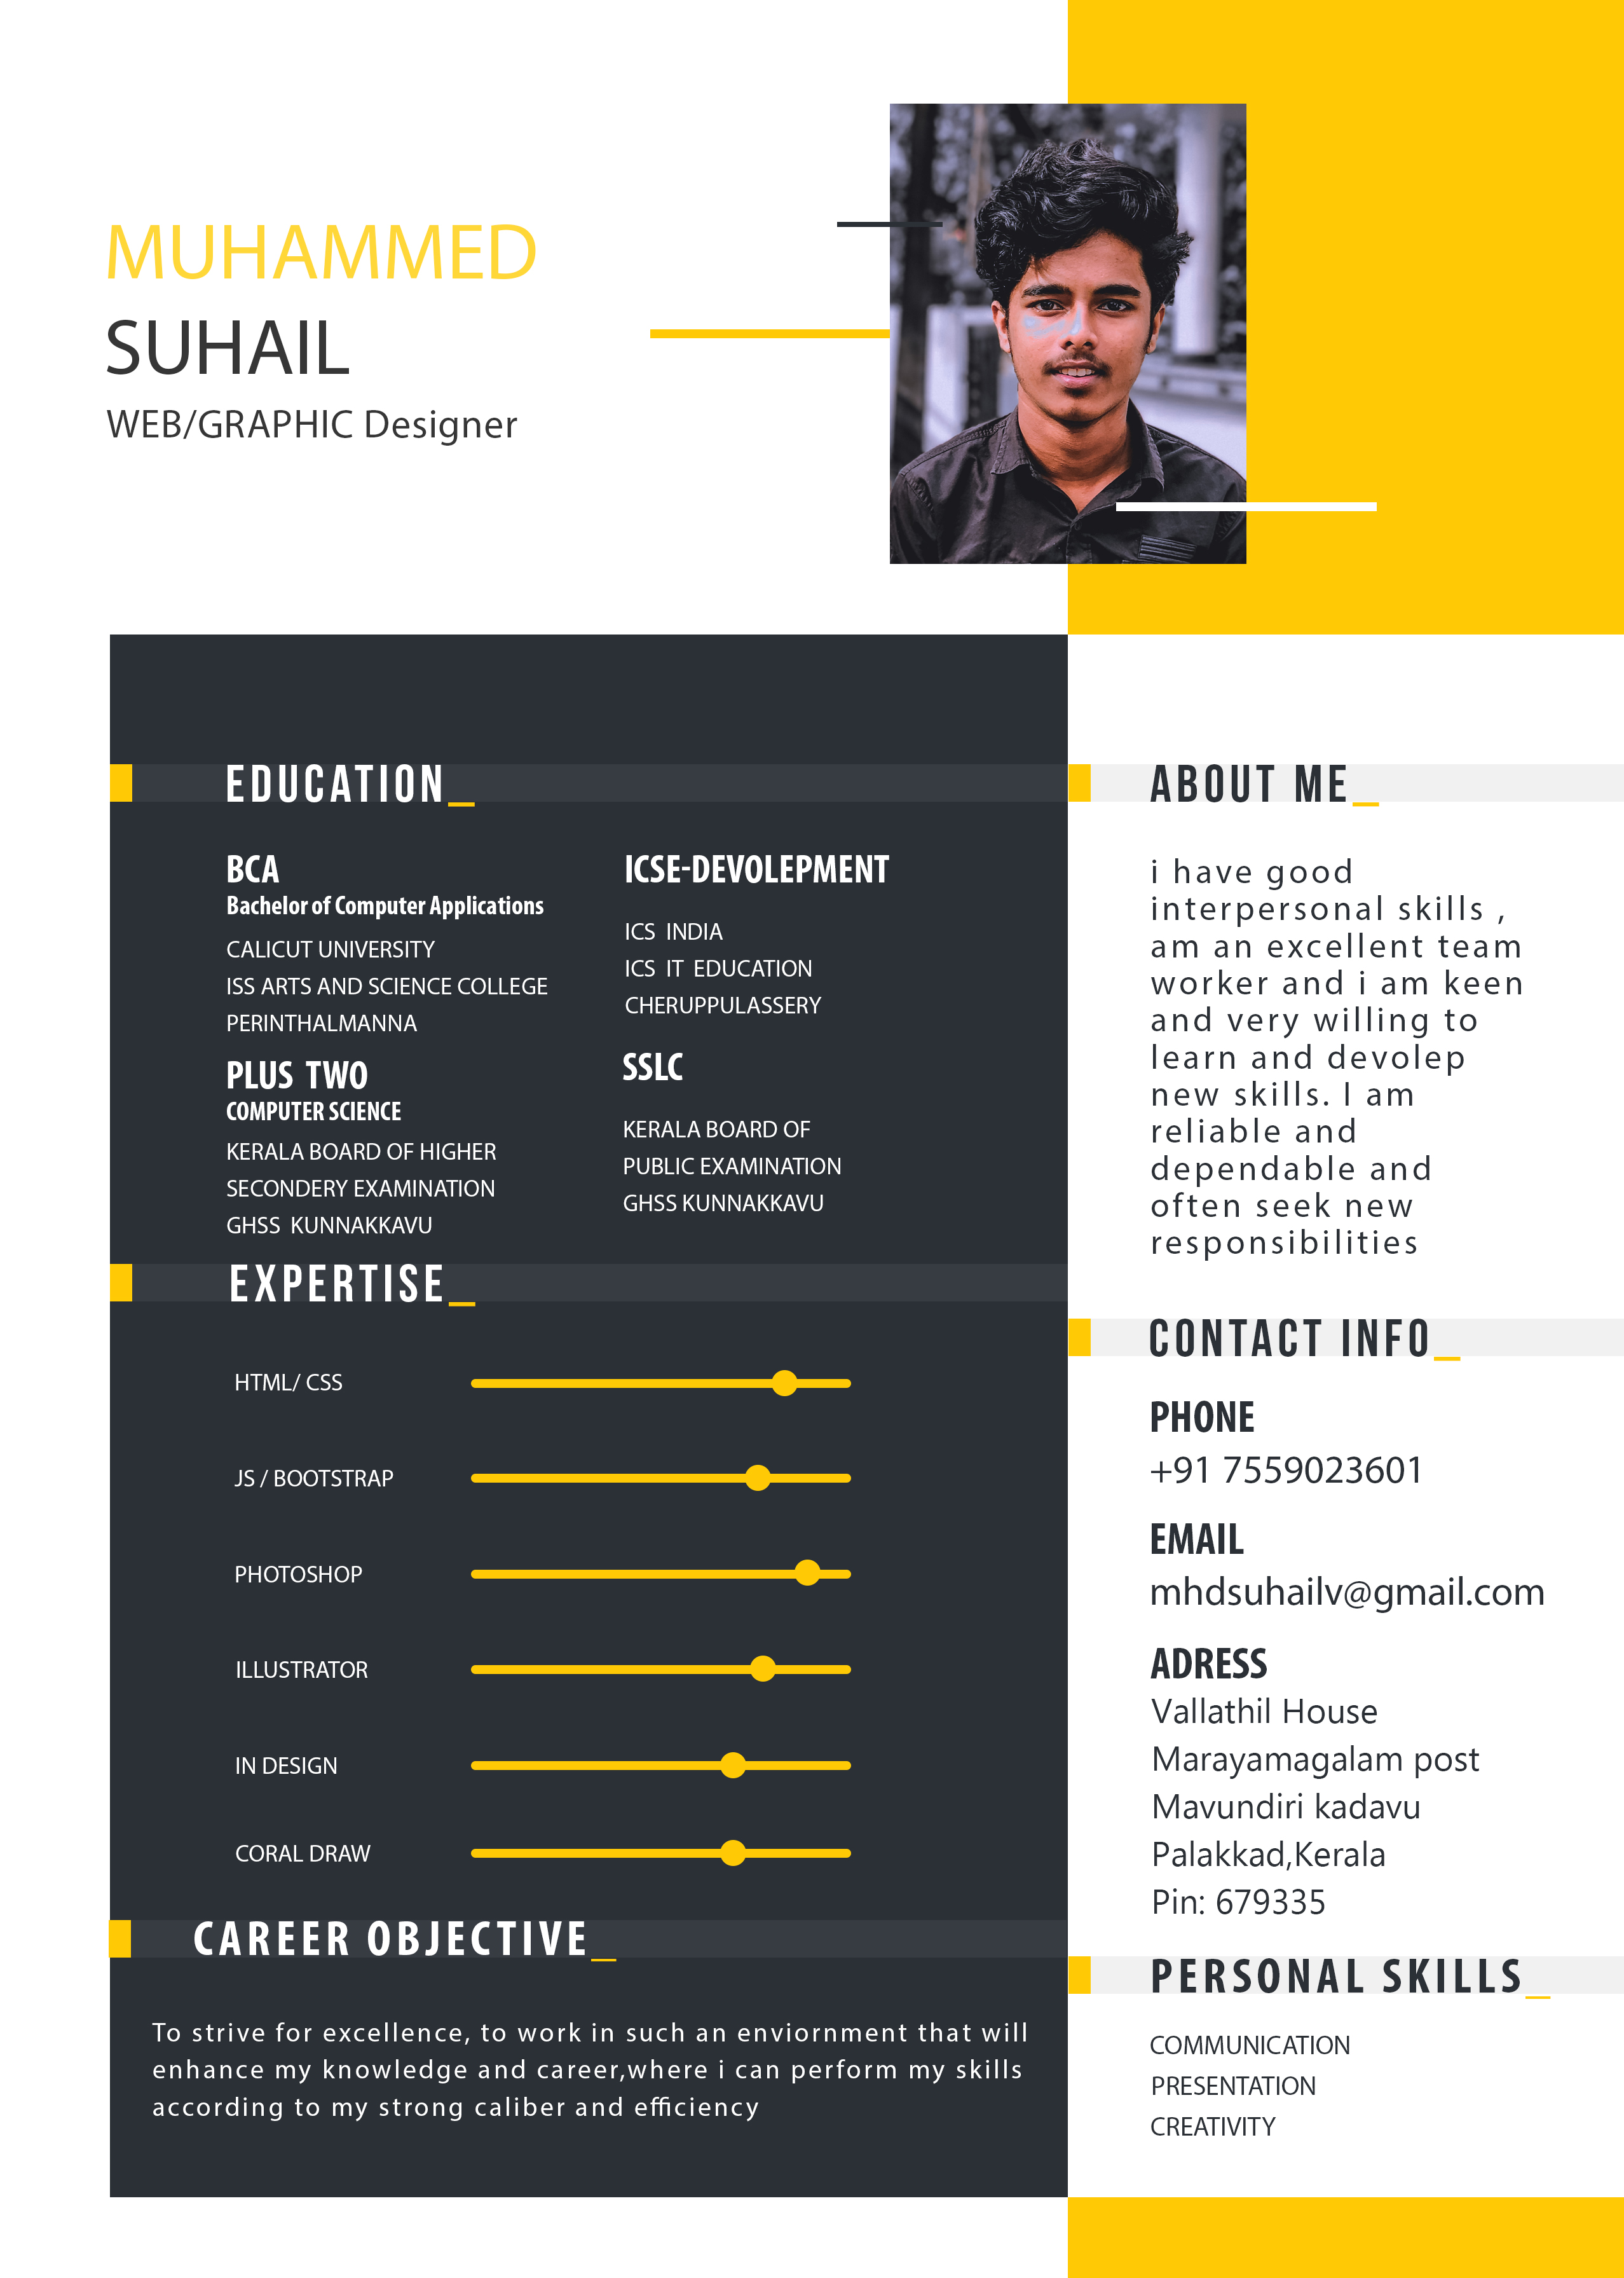 MUHAMMED
SUHAIL
WEB/GRAPHIC Designer
EDUCATION_
BCA
Bachelor of Computer Applications
CALICUT UNIVERSITY
ISS ARTS AND SCIENCE COLLEGE
PERINTHALMANNA
PLUS TWO
COMPUTER SCIENCE
KERALA BOARD OF HIGHER
SECONDERY EXAMINATION
GHSS KUNNAKKAVU
ICSE-DEVOLEPMENT
ICS INDIA
ICS IT EDUCATION
CHERUPPULASSERY
SSLC
KERALA BOARD OF
PUBLIC EXAMINATION
GHSS KUNNAKKAVU
EXPERTISE_
HTML/ CSS
JS / BOOTSTRAP
PHOTOSHOP
ILLUSTRATOR
IN DESIGN
CORAL DRAW
CAREER OBJECTIVE_
To strive for excellence, to work in such an enviornment that will
enhance my knowledge and career,where i can perform my skills
according to my strong caliber and efficiency
ABOUT ME_
i have good
interpersonal skills ,
am an excellent team
worker and i am keen
and very willing to
learn and devolep
new skills. I am
reliable and
dependable and
often seek new
responsibilities
CONTACT INFO_
PHONE
+91 7559023601
EMAIL
mhdsuhailv@gmail.com
ADRESS
Vallathil House
Marayamagalam post
Mavundiri kadavu
Palakkad,Kerala
Pin: 679335
PERSONAL SKILLS_
COMMUNICATION
PRESENTATION
CREATIVITY